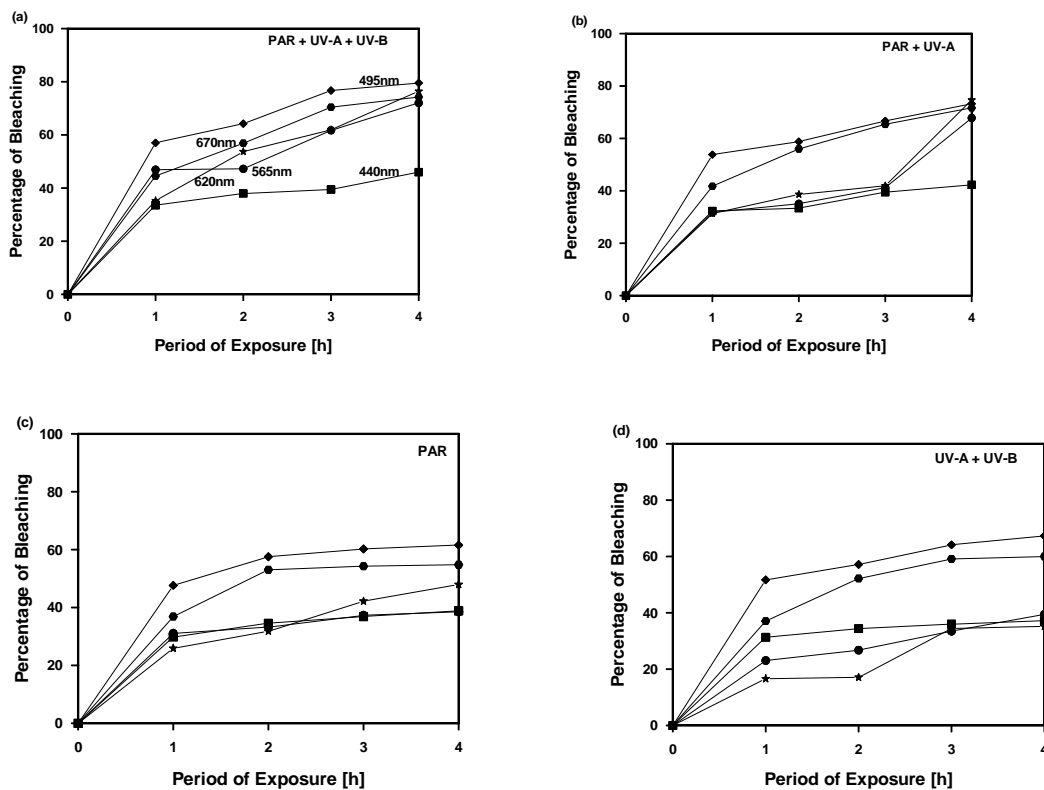 (a)
100
80
60
40
20
0
PAR + UV-A + UV-B
495nm
670nm
565nm
620nm
440nm
0 1 2 3 4
Percentage of Bleaching
Period of Exposure [h]
(b)
100
80
60
40
20
0
PAR + UV-A
0 1 2 3 4
Percentage of Bleaching
Period of Exposure [h]
(c)
100
80
60
40
20
0
PAR
0 1 2 3 4
Percentage of Bleaching
Period of Exposure [h]
(d)
100
80
60
40
20
0
UV-A + UV-B
0 1 2 3 4
Percentage of Bleaching
Period of Exposure [h]